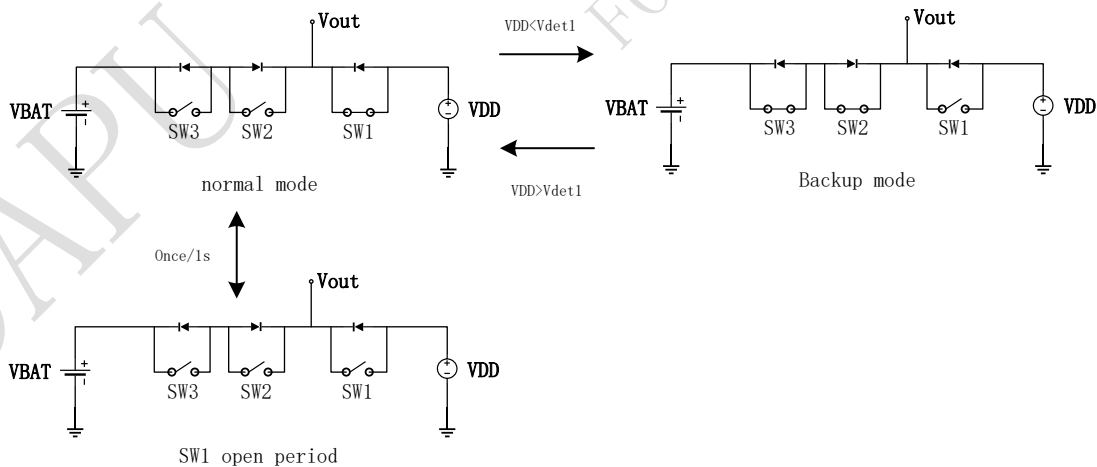 Vout
VBAT
SW3
SW2
SW1
VDD
normal mode
VDD<Vdet1
VDD>Vdet1
Vout
VBAT
SW3
SW2
SW1
VDD
Backup mode
Once/1s
Vout
VBAT
SW3
SW2
SW1
VDD
SW1 open period